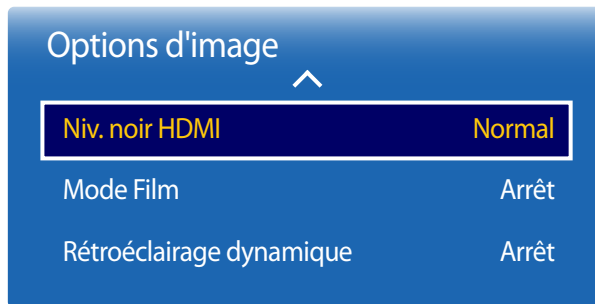 Options d'image
Niv. noir HDMI Normal
Mode Film Arrêt
Rétroéclairage dynamique Arrêt